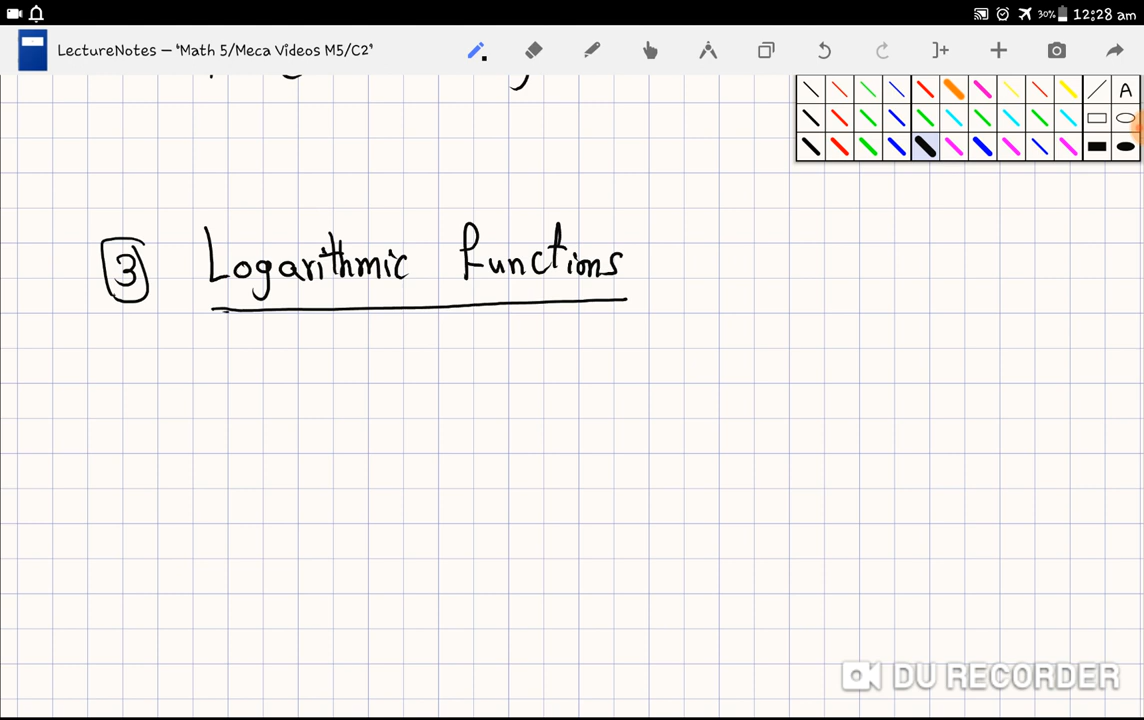 30% 12:28 am
LectureNotes – ‘Math 5/Meca Videos M5/C2’
A
3 Logarithmic functions
DU RECORDER